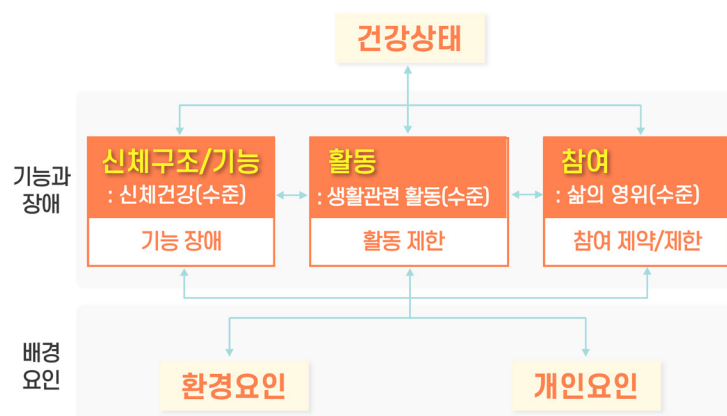 건강상태
기능과
장애
신체구조/기능
: 신체건강(수준)
기능 장애
활동
: 생활관련 활동(수준)
활동 제한
참여
: 삶의 영위(수준)
참여 제약/제한
배경
요인
환경요인
개인요인